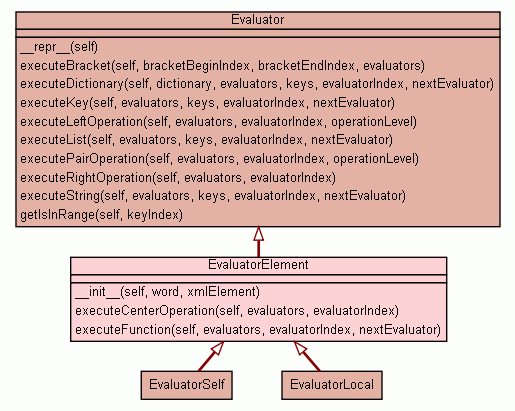 Evaluator
__repr__(self)
executeBracket(self, bracketBeginIndex, bracketEndIndex, evaluators)
executeDictionary(self, dictionary, evaluators, keys, evaluatorIndex, nextEvaluator)
executeKey(self, evaluators, keys, evaluatorIndex, nextEvaluator)
executeLeftOperation(self, evaluators, evaluatorIndex, operationLevel)
executeList(self, evaluators, keys, evaluatorIndex, nextEvaluator)
executePairOperation(self, evaluators, evaluatorIndex, operationLevel)
executeRightOperation(self, evaluators, evaluatorIndex)
executeString(self, evaluators, keys, evaluatorIndex, nextEvaluator)
getIsInRange(self, keyIndex)
EvaluatorElement
__init__(self, word, xmlElement)
executeCenterOperation(self, evaluators, evaluatorIndex)
executeFunction(self, evaluators, evaluatorIndex, nextEvaluator)
EvaluatorSelf
EvaluatorLocal